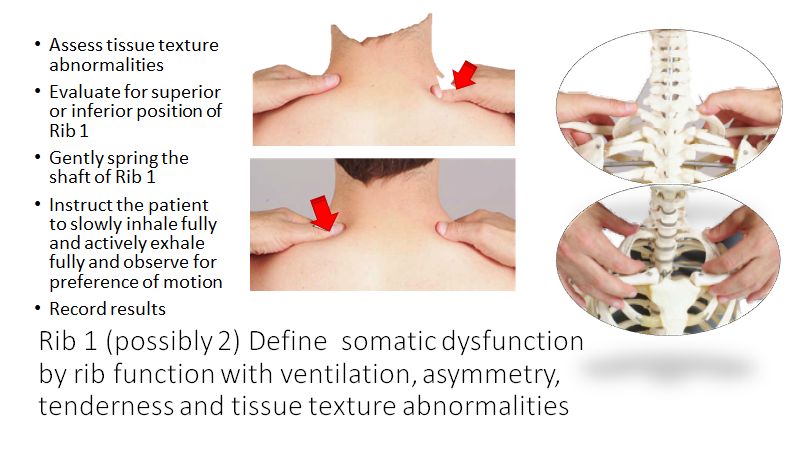 • Assess tissue texture
abnormalities
• Evaluate for superior
or inferior position of
Rib 1
• Gently spring the
shaft of Rib 1
• Instruct the patient
to slowly inhale fully
and actively exhale
fully and observe for
preference of motion
• Record results
Rib 1 (possibly 2) Define  somatic dysfunction
by rib function with ventilation, asymmetry,
tenderness and tissue texture abnormalities